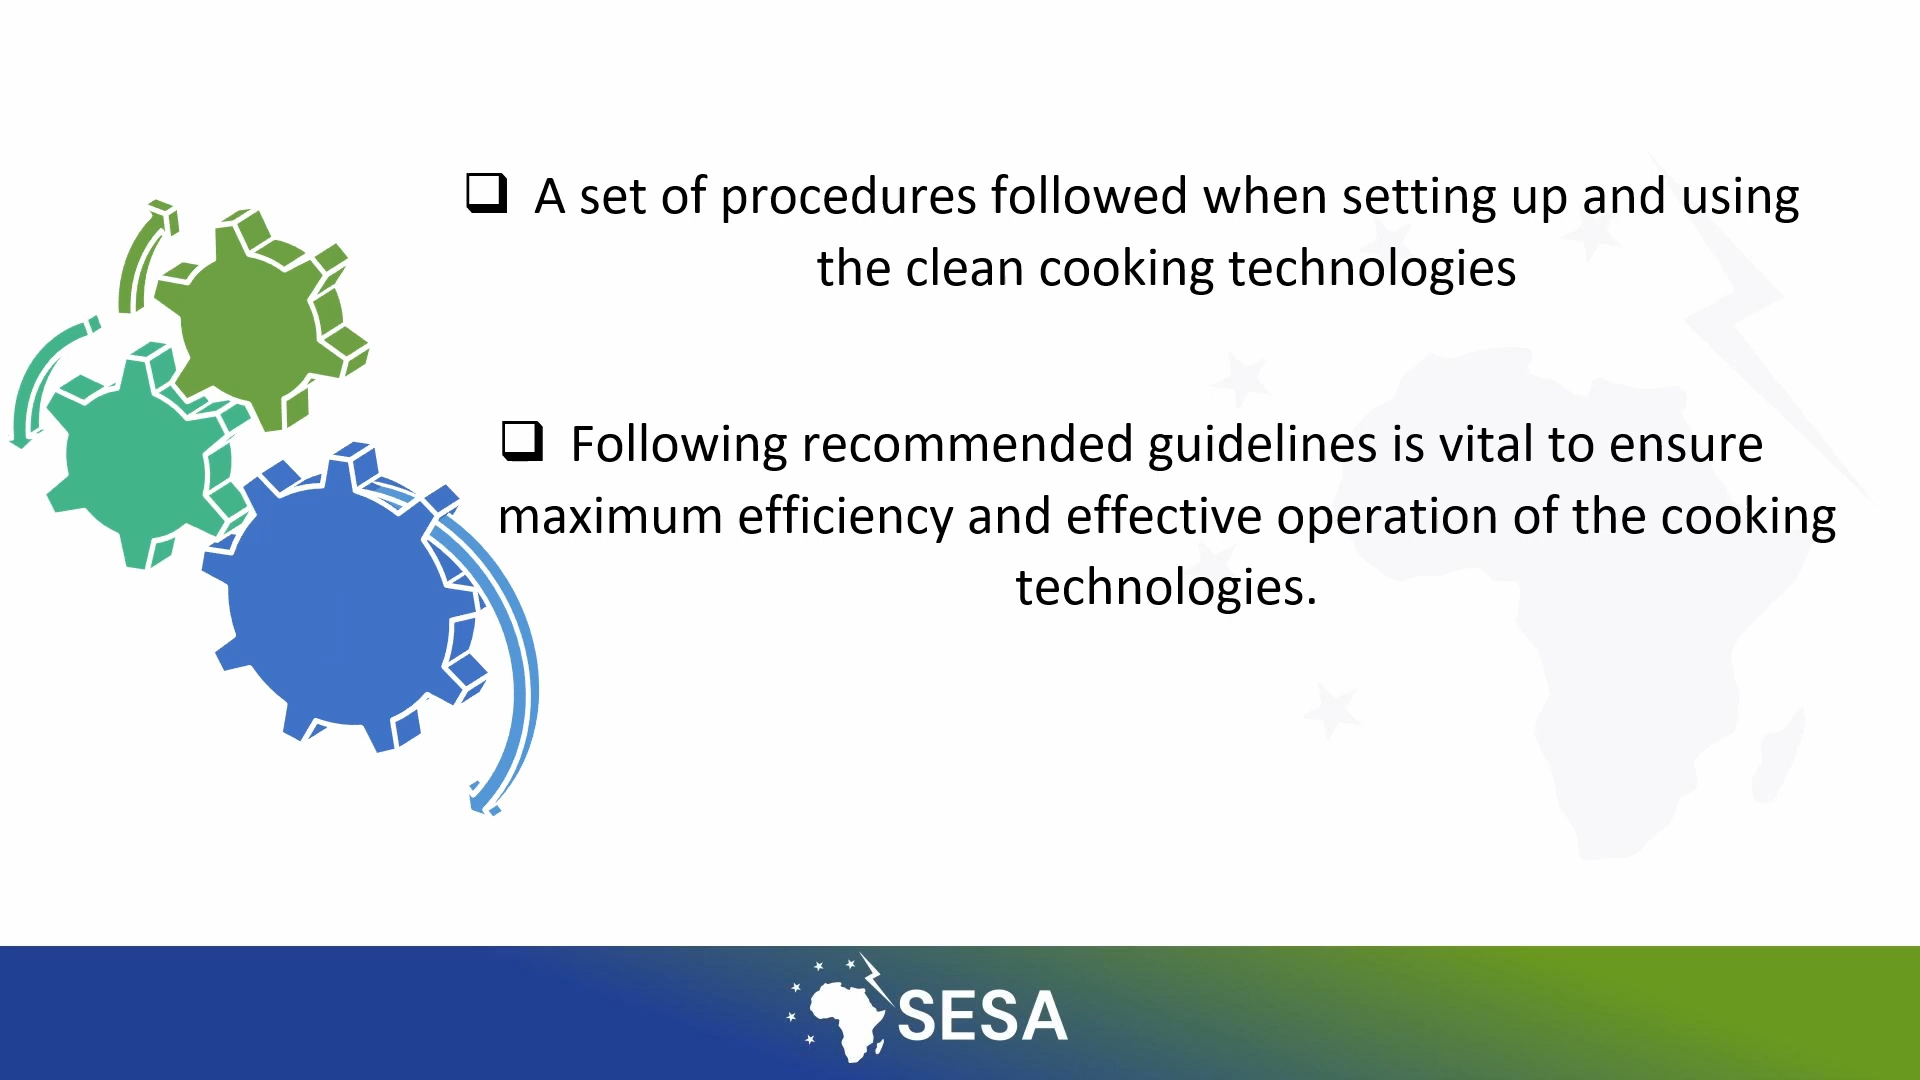 ❑ A set of procedures followed when setting up and using
the clean cooking technologies
❑ Following recommended guidelines is vital to ensure
maximum efficiency and effective operation of the cooking
technologies.
SESA